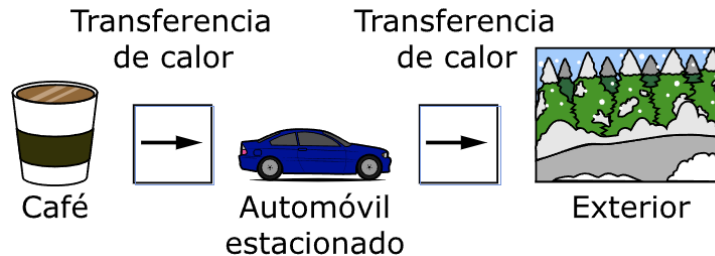 Transferencia
de calor
Transferencia
de calor
Café
Automóvil
estacionado
Exterior